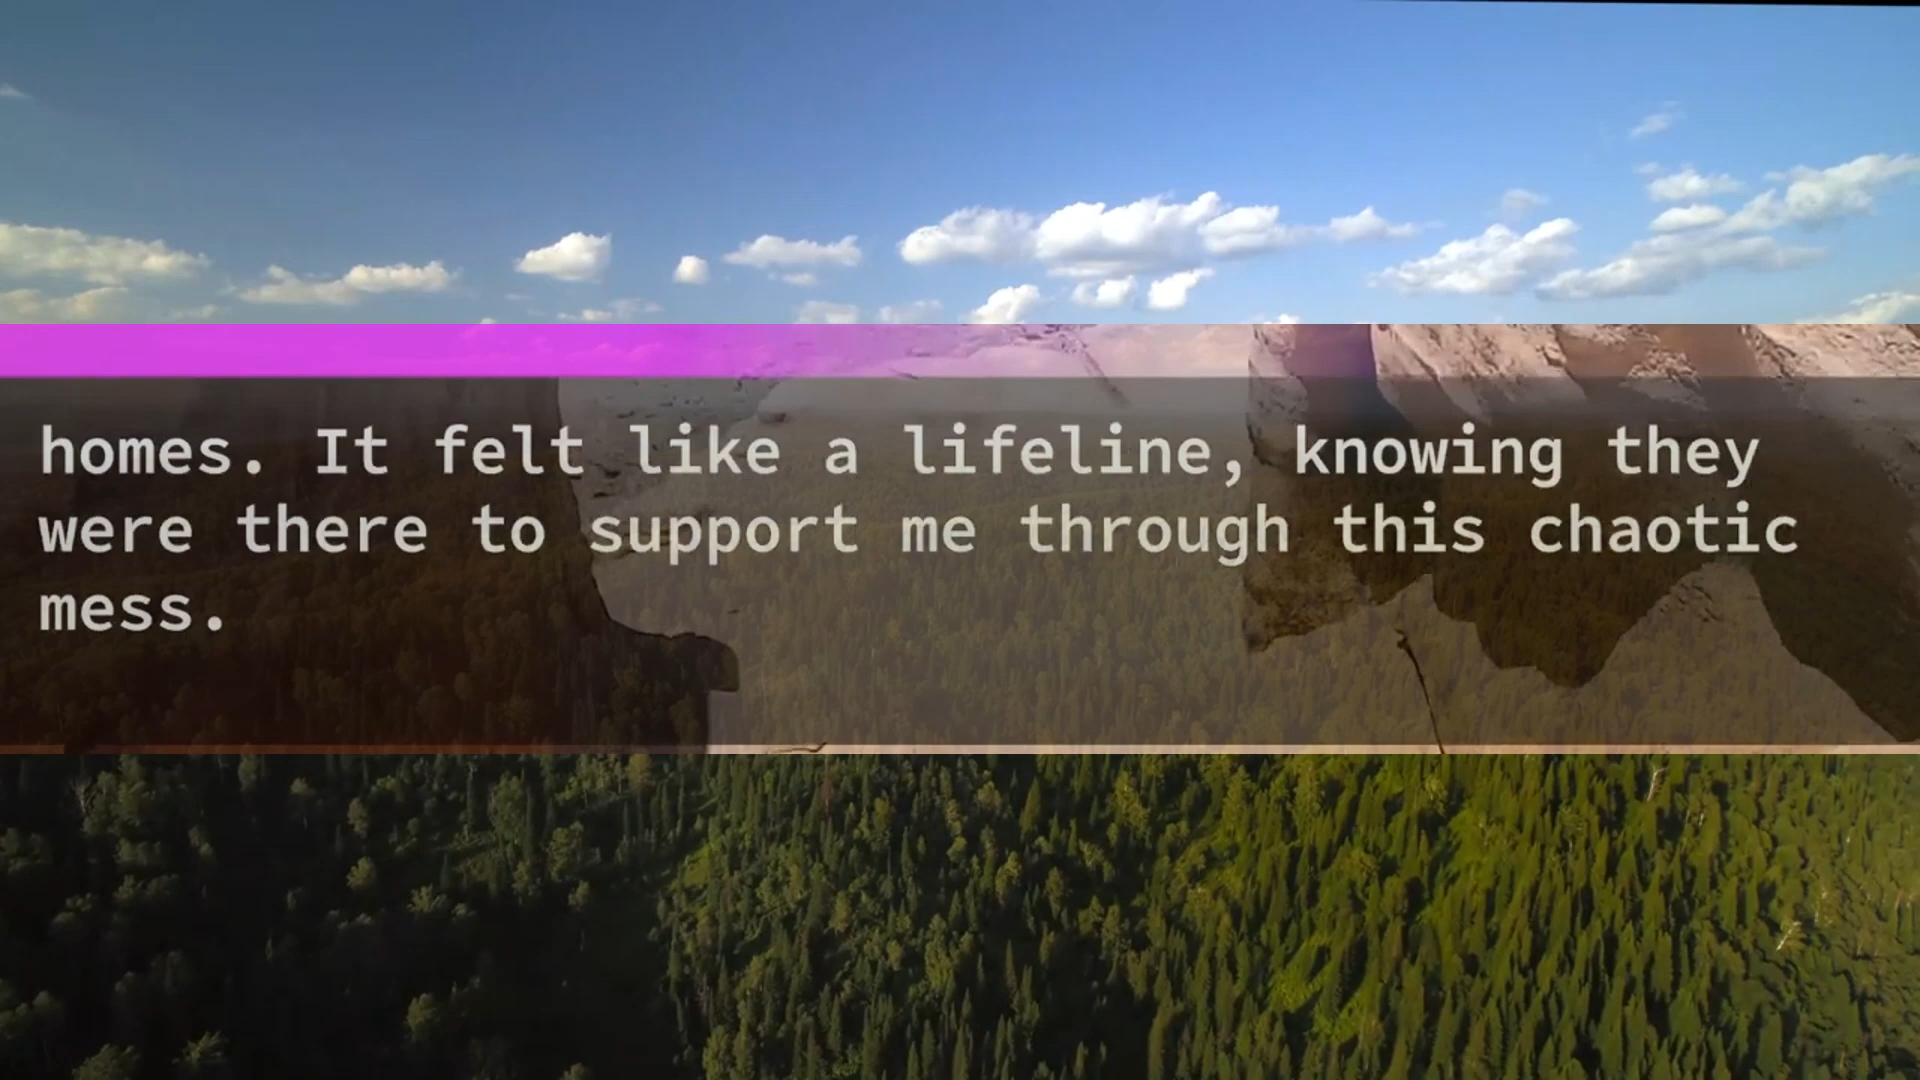 homes. It felt like a lifeline, knowing they
were there to support me through this chaotic
mess.